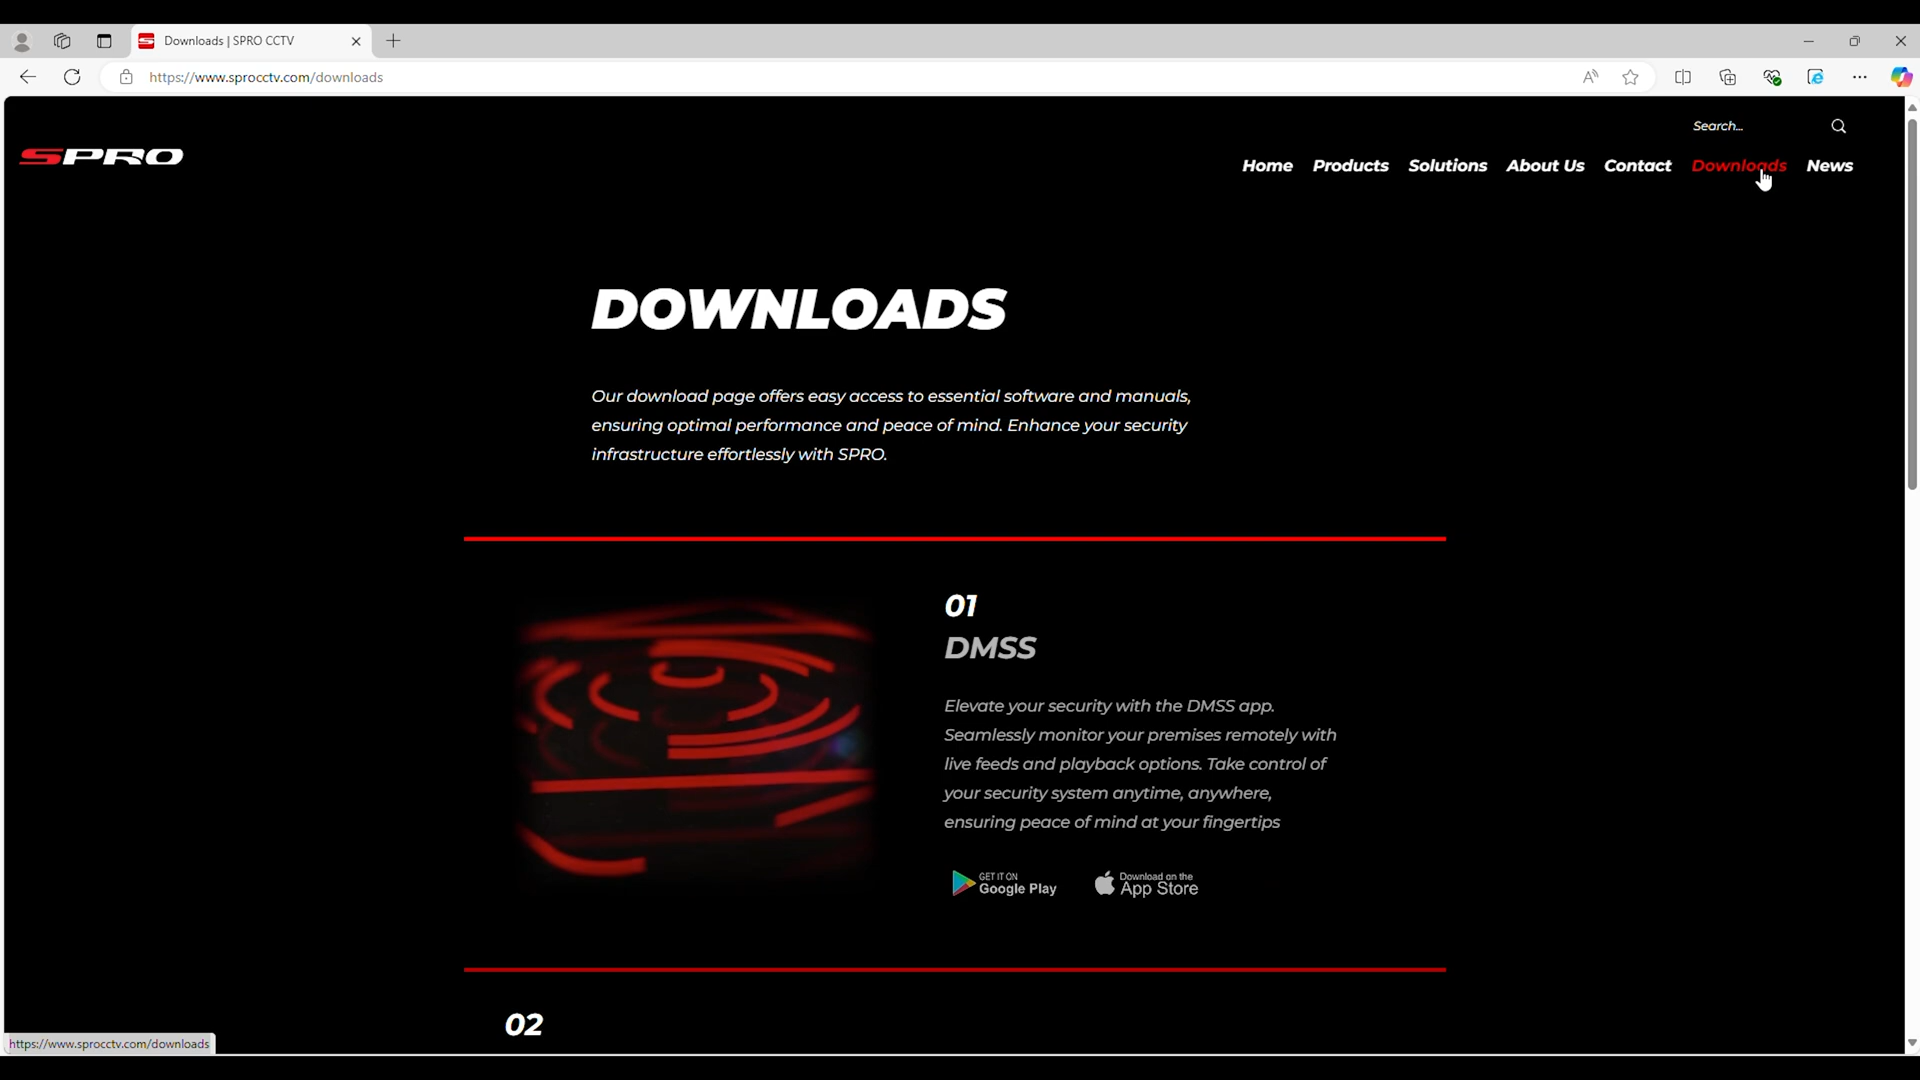 Downloads | SPRO CCTV
https://www.sprocctv.com/downloads
Search...
SPRO
Home Products Solutions About Us Contact Downloads News
DOWNLOADS
Our download page offers easy access to essential software and manuals,
ensuring optimal performance and peace of mind. Enhance your security
infrastructure effortlessly with SPRO.
01
DMSS
Elevate your security with the DMSS app.
Seamlessly monitor your premises remotely with
live feeds and playback options. Take control of
your security system anytime, anywhere,
ensuring peace of mind at your fingertips
GET IT ON
Google Play
Download on the
App Store
02
https://www.sprocctv.com/downloads